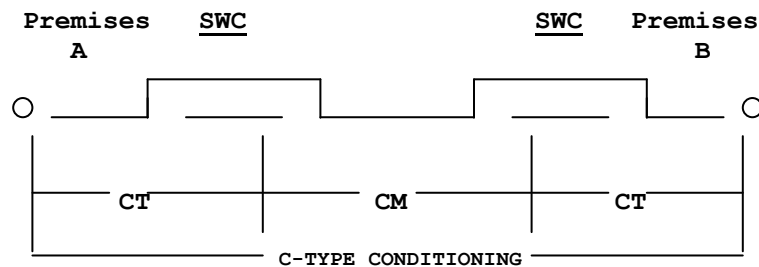 Premises SWC SWC Premises
A B
CT CM CT
C-TYPE CONDITIONING